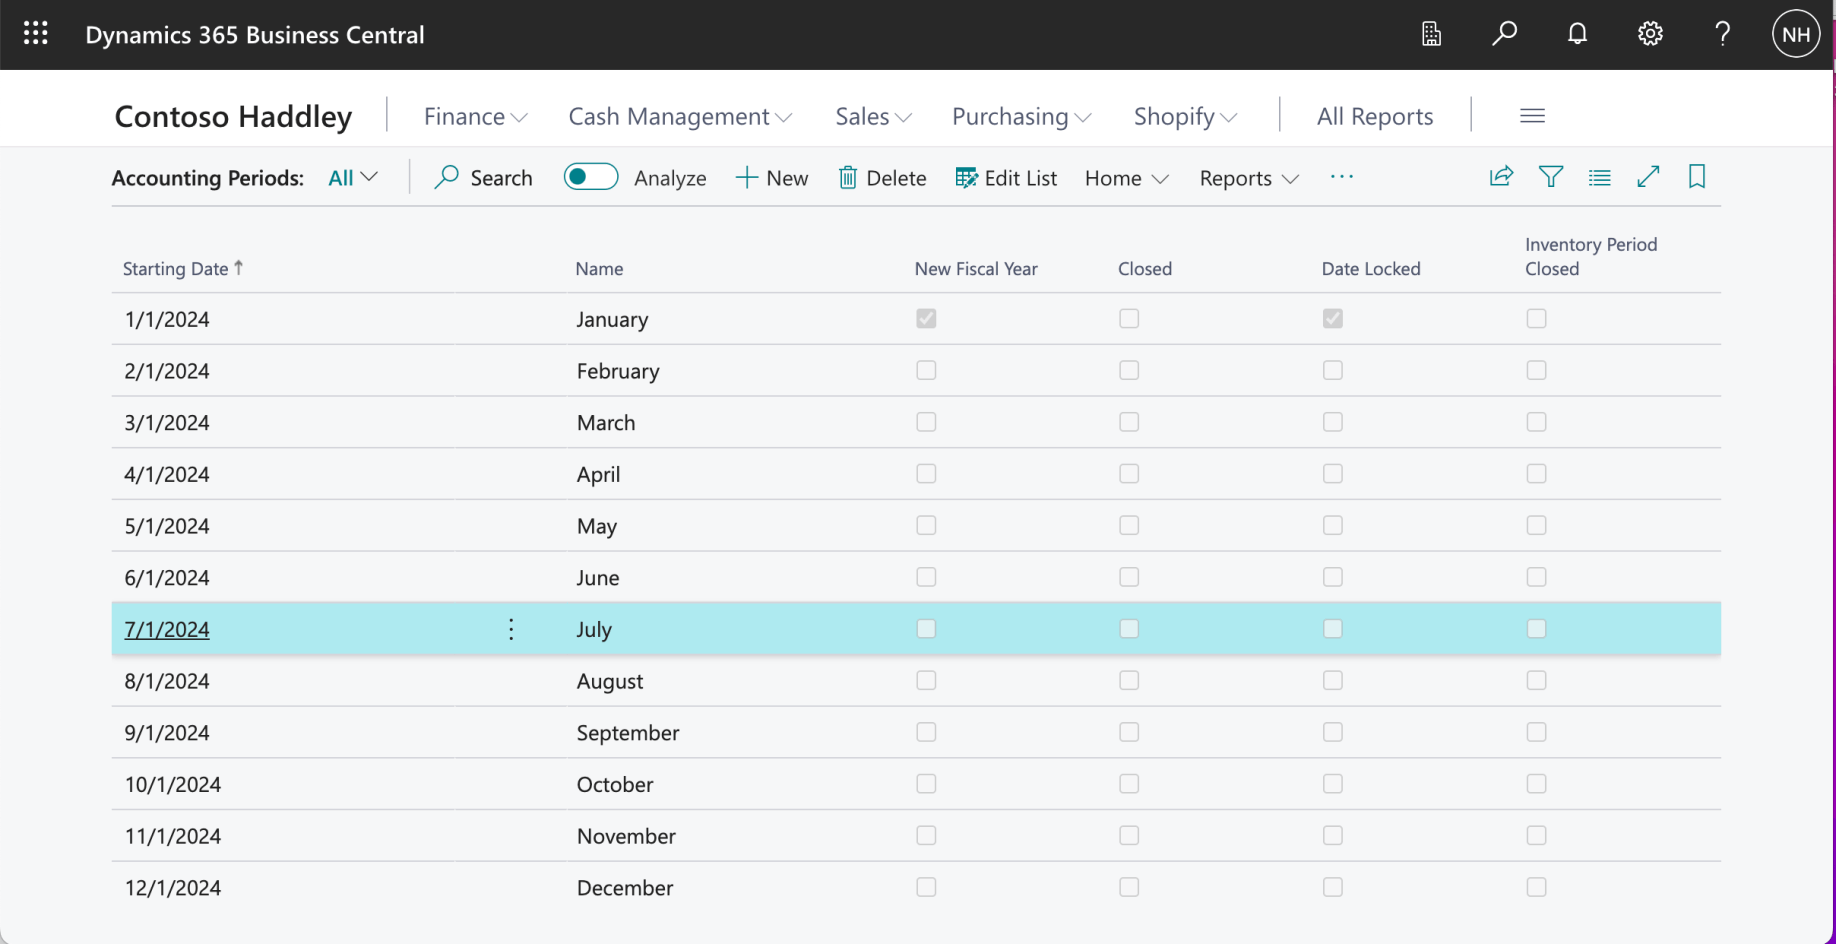 Dynamics 365 Business Central
NH
Contoso Haddley Finance Cash Management Sales Purchasing Shopify All Reports
Accounting Periods: All Search Analyze New Delete Edit List Home Reports ...
Starting Date ↑ Name New Fiscal Year Closed Date Locked Inventory Period Closed
1/1/2024 January
2/1/2024 February
3/1/2024 March
4/1/2024 April
5/1/2024 May
6/1/2024 June
7/1/2024 July
8/1/2024 August
9/1/2024 September
10/1/2024 October
11/1/2024 November
12/1/2024 December